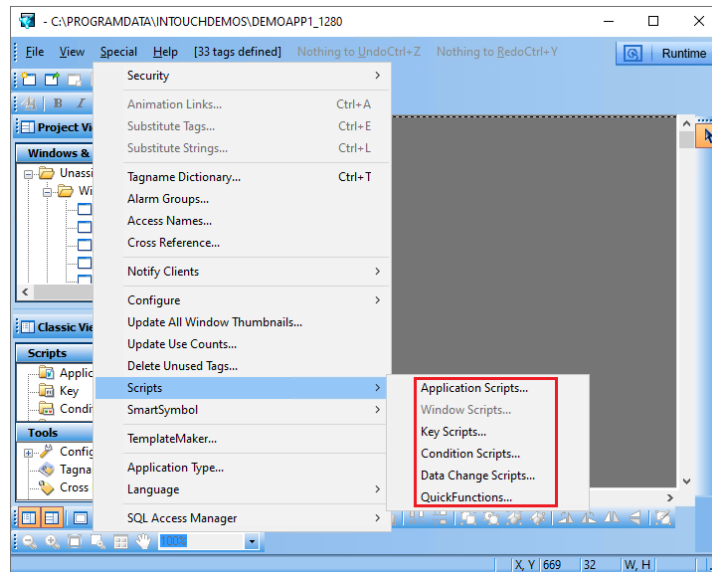 - C:\PROGRAMDATA\INTOUCHDEMOS\DEMOAPP1_1280
File View Special Help [33 tags defined] Nothing to UndoCtrl+Z Nothing to RedoCtrl+Y Runtime
Security
B I
Animation Links... Ctrl+A
Project Vi
Substitute Tags... Ctrl+E
Windows &
Substitute Strings... Ctrl+L
Unassi
Tagname Dictionary... Ctrl+T
Wi
Alarm Groups...
Access Names...
Cross Reference...
Notify Clients
Configure
Update All Window Thumbnails...
Classic Vie
Update Use Counts...
Scripts
Delete Unused Tags...
Applic
Scripts
Application Scripts...
Key
SmartSymbol
Window Scripts...
Condi
Key Scripts...
Tools
TemplateMaker...
Condition Scripts...
Config
Application Type...
Data Change Scripts...
Tagna
Language
QuickFunctions...
Cross
SQL Access Manager
100%
X, Y 669 32 W, H